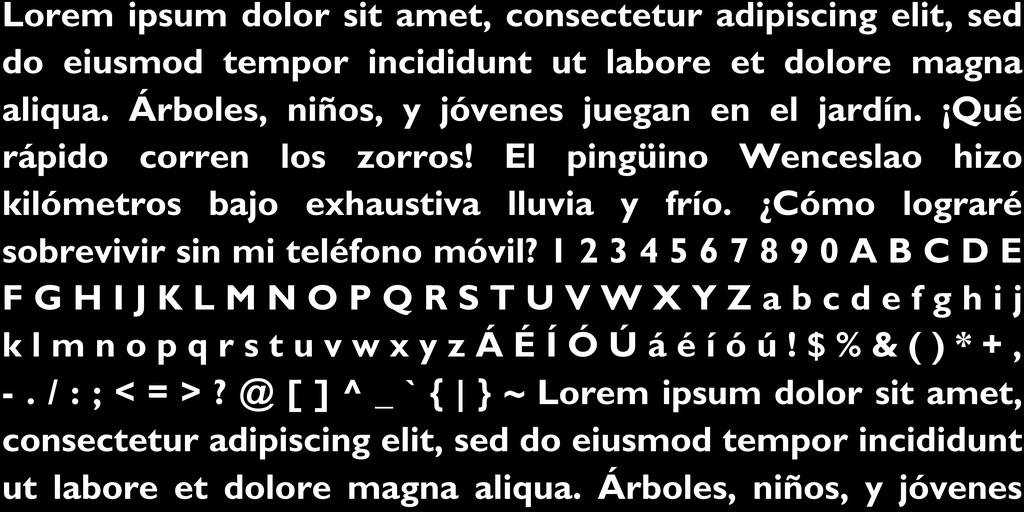 Lorem ipsum dolor sit amet, consectetur adipiscing elit, sed
do eiusmod tempor incididunt ut labore et dolore magna
aliqua. Árboles, niños, y jóvenes juegan en el jardín. ¡Qué
rápido corren los zorros! El pingüino Wenceslao hizo
kilómetros bajo exhaustiva lluvia y frío. ¿Cómo lograré
sobrevivir sin mi teléfono móvil? 1 2 3 4 5 6 7 8 9 0 A B C D E
F G H I J K L M N O P Q R S T U V W X Y Z a b c d e f g h i j
k l m n o p q r s t u v w x y z Á É Í Ó Ú á é í ó ú ! $ % & ( ) * + ,
- . / : ; < = > ? @ [ ] ^ _ ` { | } ~ Lorem ipsum dolor sit amet,
consectetur adipiscing elit, sed do eiusmod tempor incididunt
ut labore et dolore magna aliqua. Árboles, niños, y jóvenes